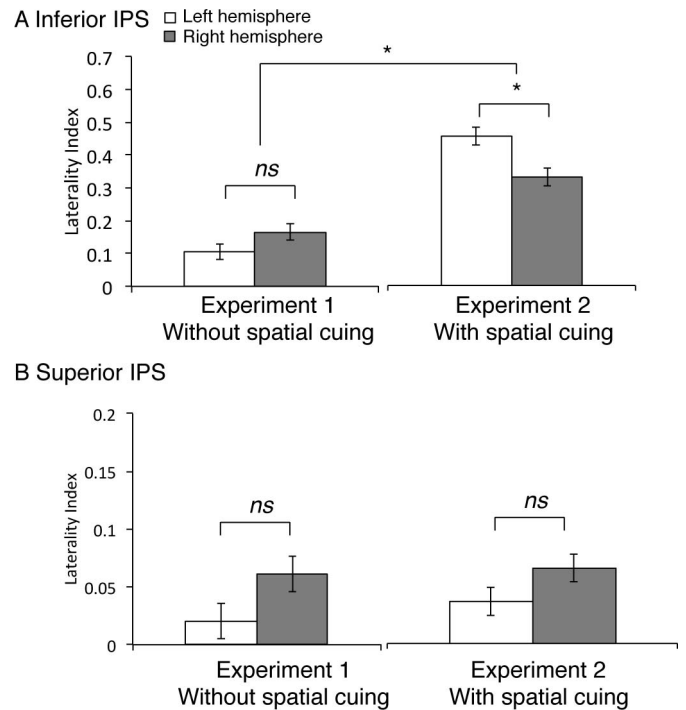 A Inferior IPS
Left hemisphere
Right hemisphere
Laterality Index
0.7
0.6
0.5
0.4
0.3
0.2
0.1
0
*
*
ns
Experiment 1
Without spatial cuing
Experiment 2
With spatial cuing
B Superior IPS
Laterality Index
0.2
0.15
0.1
0.05
0
ns
ns
Experiment 1
Without spatial cuing
Experiment 2
With spatial cuing